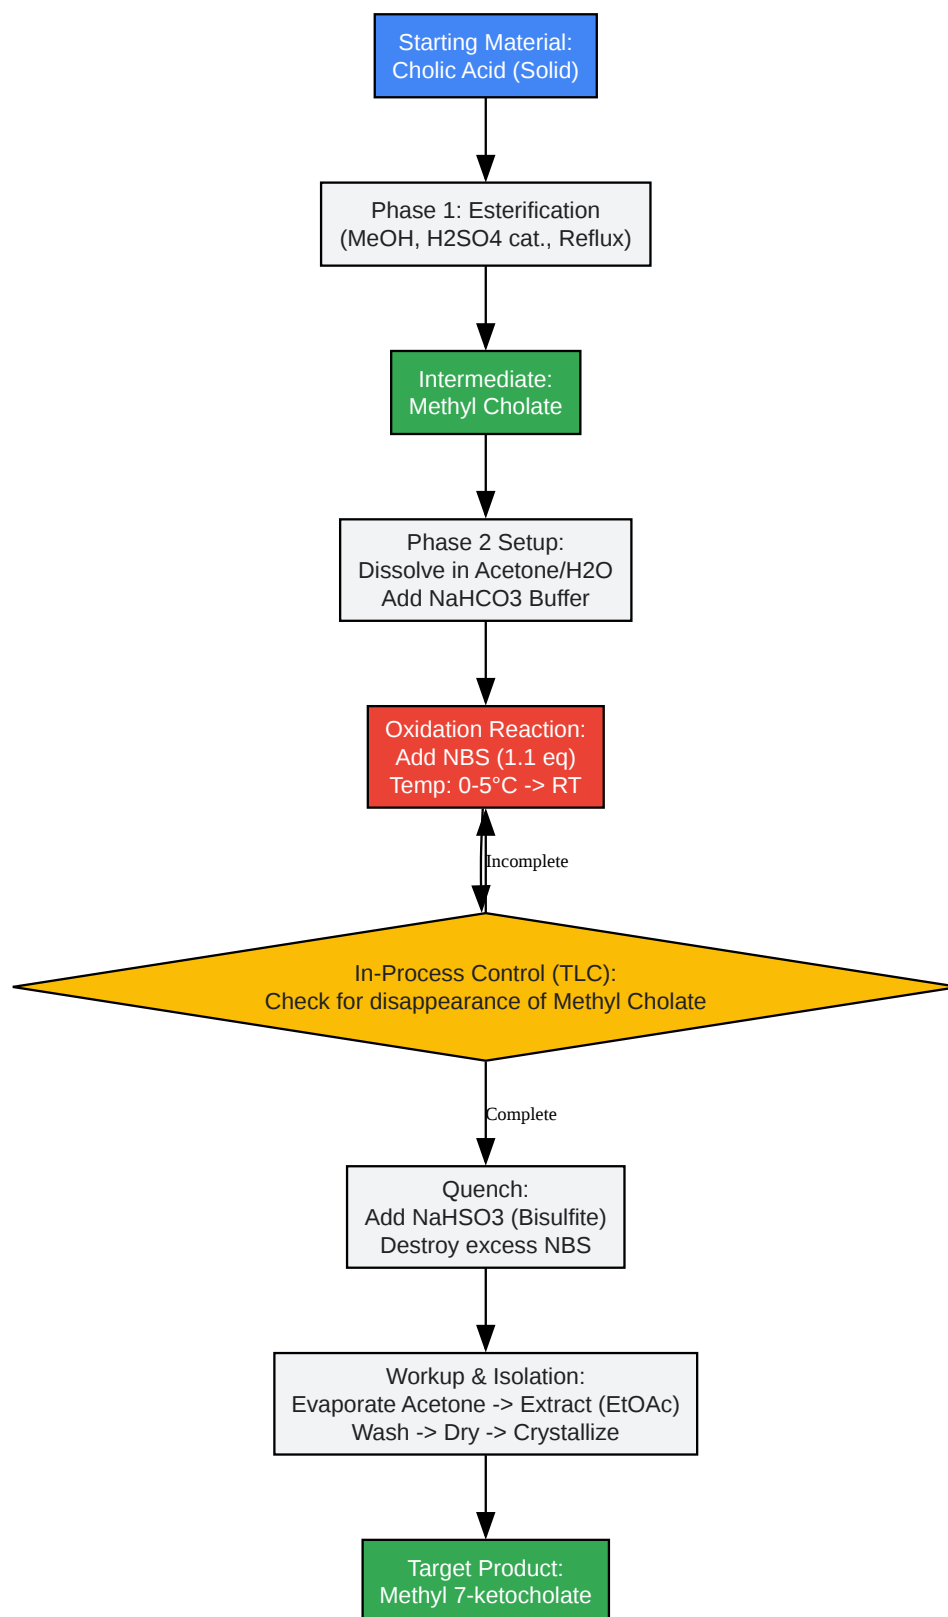 Starting Material:
Cholic Acid (Solid)
Phase 1: Esterification
(MeOH, H2SO4 cat., Reflux)
Intermediate:
Methyl Cholate
Phase 2 Setup:
Dissolve in Acetone/H2O
Add NaHCO3 Buffer
Oxidation Reaction:
Add NBS (1.1 eq)
Temp: 0-5°C -> RT
Incomplete
In-Process Control (TLC):
Check for disappearance of Methyl Cholate
Complete
Quench:
Add NaHSO3 (Bisulfite)
Destroy excess NBS
Workup & Isolation:
Evaporate Acetone -> Extract (EtOAc)
Wash -> Dry -> Crystallize
Target Product:
Methyl 7-ketocholate